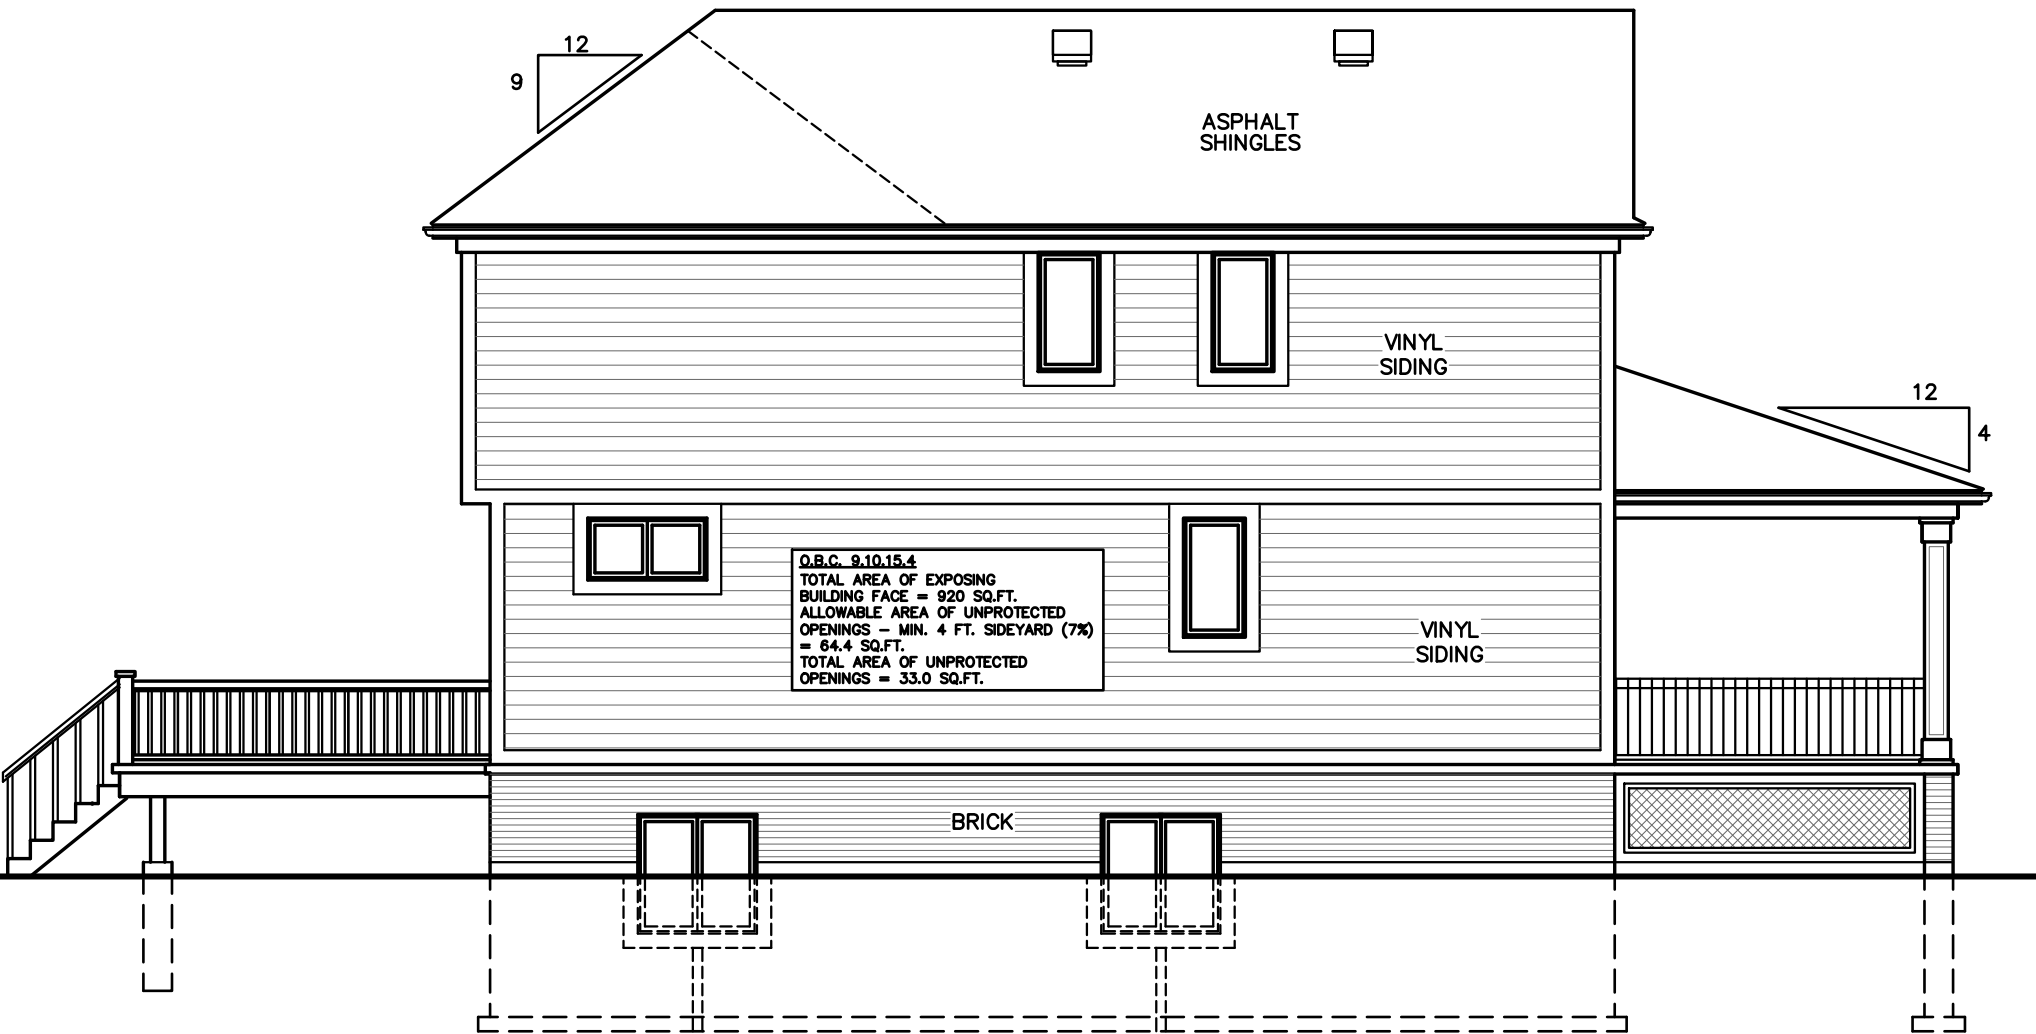 12
9
ASPHALT
SHINGLES
VINYL
SIDING
12
4
O.B.C. 9.10.15.4
TOTAL AREA OF EXPOSING
BUILDING FACE = 920 SQ.FT.
ALLOWABLE AREA OF UNPROTECTED
OPENINGS – MIN. 4 FT. SIDEYARD (7%)
= 64.4 SQ.FT.
TOTAL AREA OF UNPROTECTED
OPENINGS = 33.0 SQ.FT.
VINYL
SIDING
BRICK